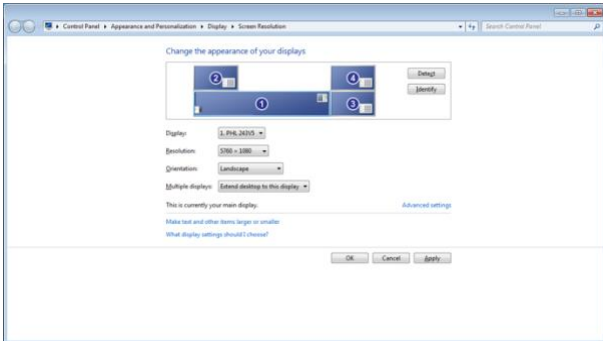 Control Panel ▸ Appearance and Personalization ▸ Display ▸ Screen Resolution
Search Control Panel
Change the appearance of your displays
2
4
1
3
Detect
Identify
Display: 1. PHL 243V5
Resolution: 5760 × 1080
Orientation: Landscape
Multiple displays: Extend desktop to this display
This is currently your main display.
Advanced settings
Make text and other items larger or smaller
What display settings should I choose?
OK Cancel Apply